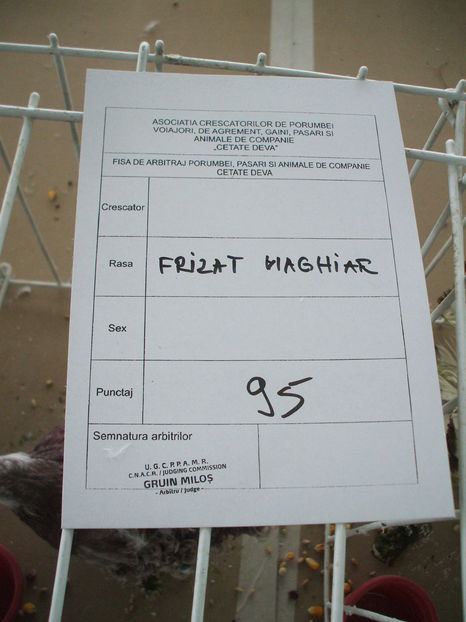 ASOCIATIA CRESCATORILOR DE PORUMBEI
VOIAJORI, DE AGREMENT, GAINI, PASARI SI
ANIMALE DE COMPANIE
„CETATE DEVA”
FISA DE ARBITRAJ PORUMBEI, PASARI SI ANIMALE DE COMPANIE
CETATE DEVA
Crescator
Rasa FRIZAT MAGHIAR
Sex
Punctaj 95
Semnatura arbitrilor
U. G. C. P. P. A. M. R.
C.N.A.C.R. / JUDGING COMMISSION
GRUIN MILOȘ
- Arbitru / Judge -